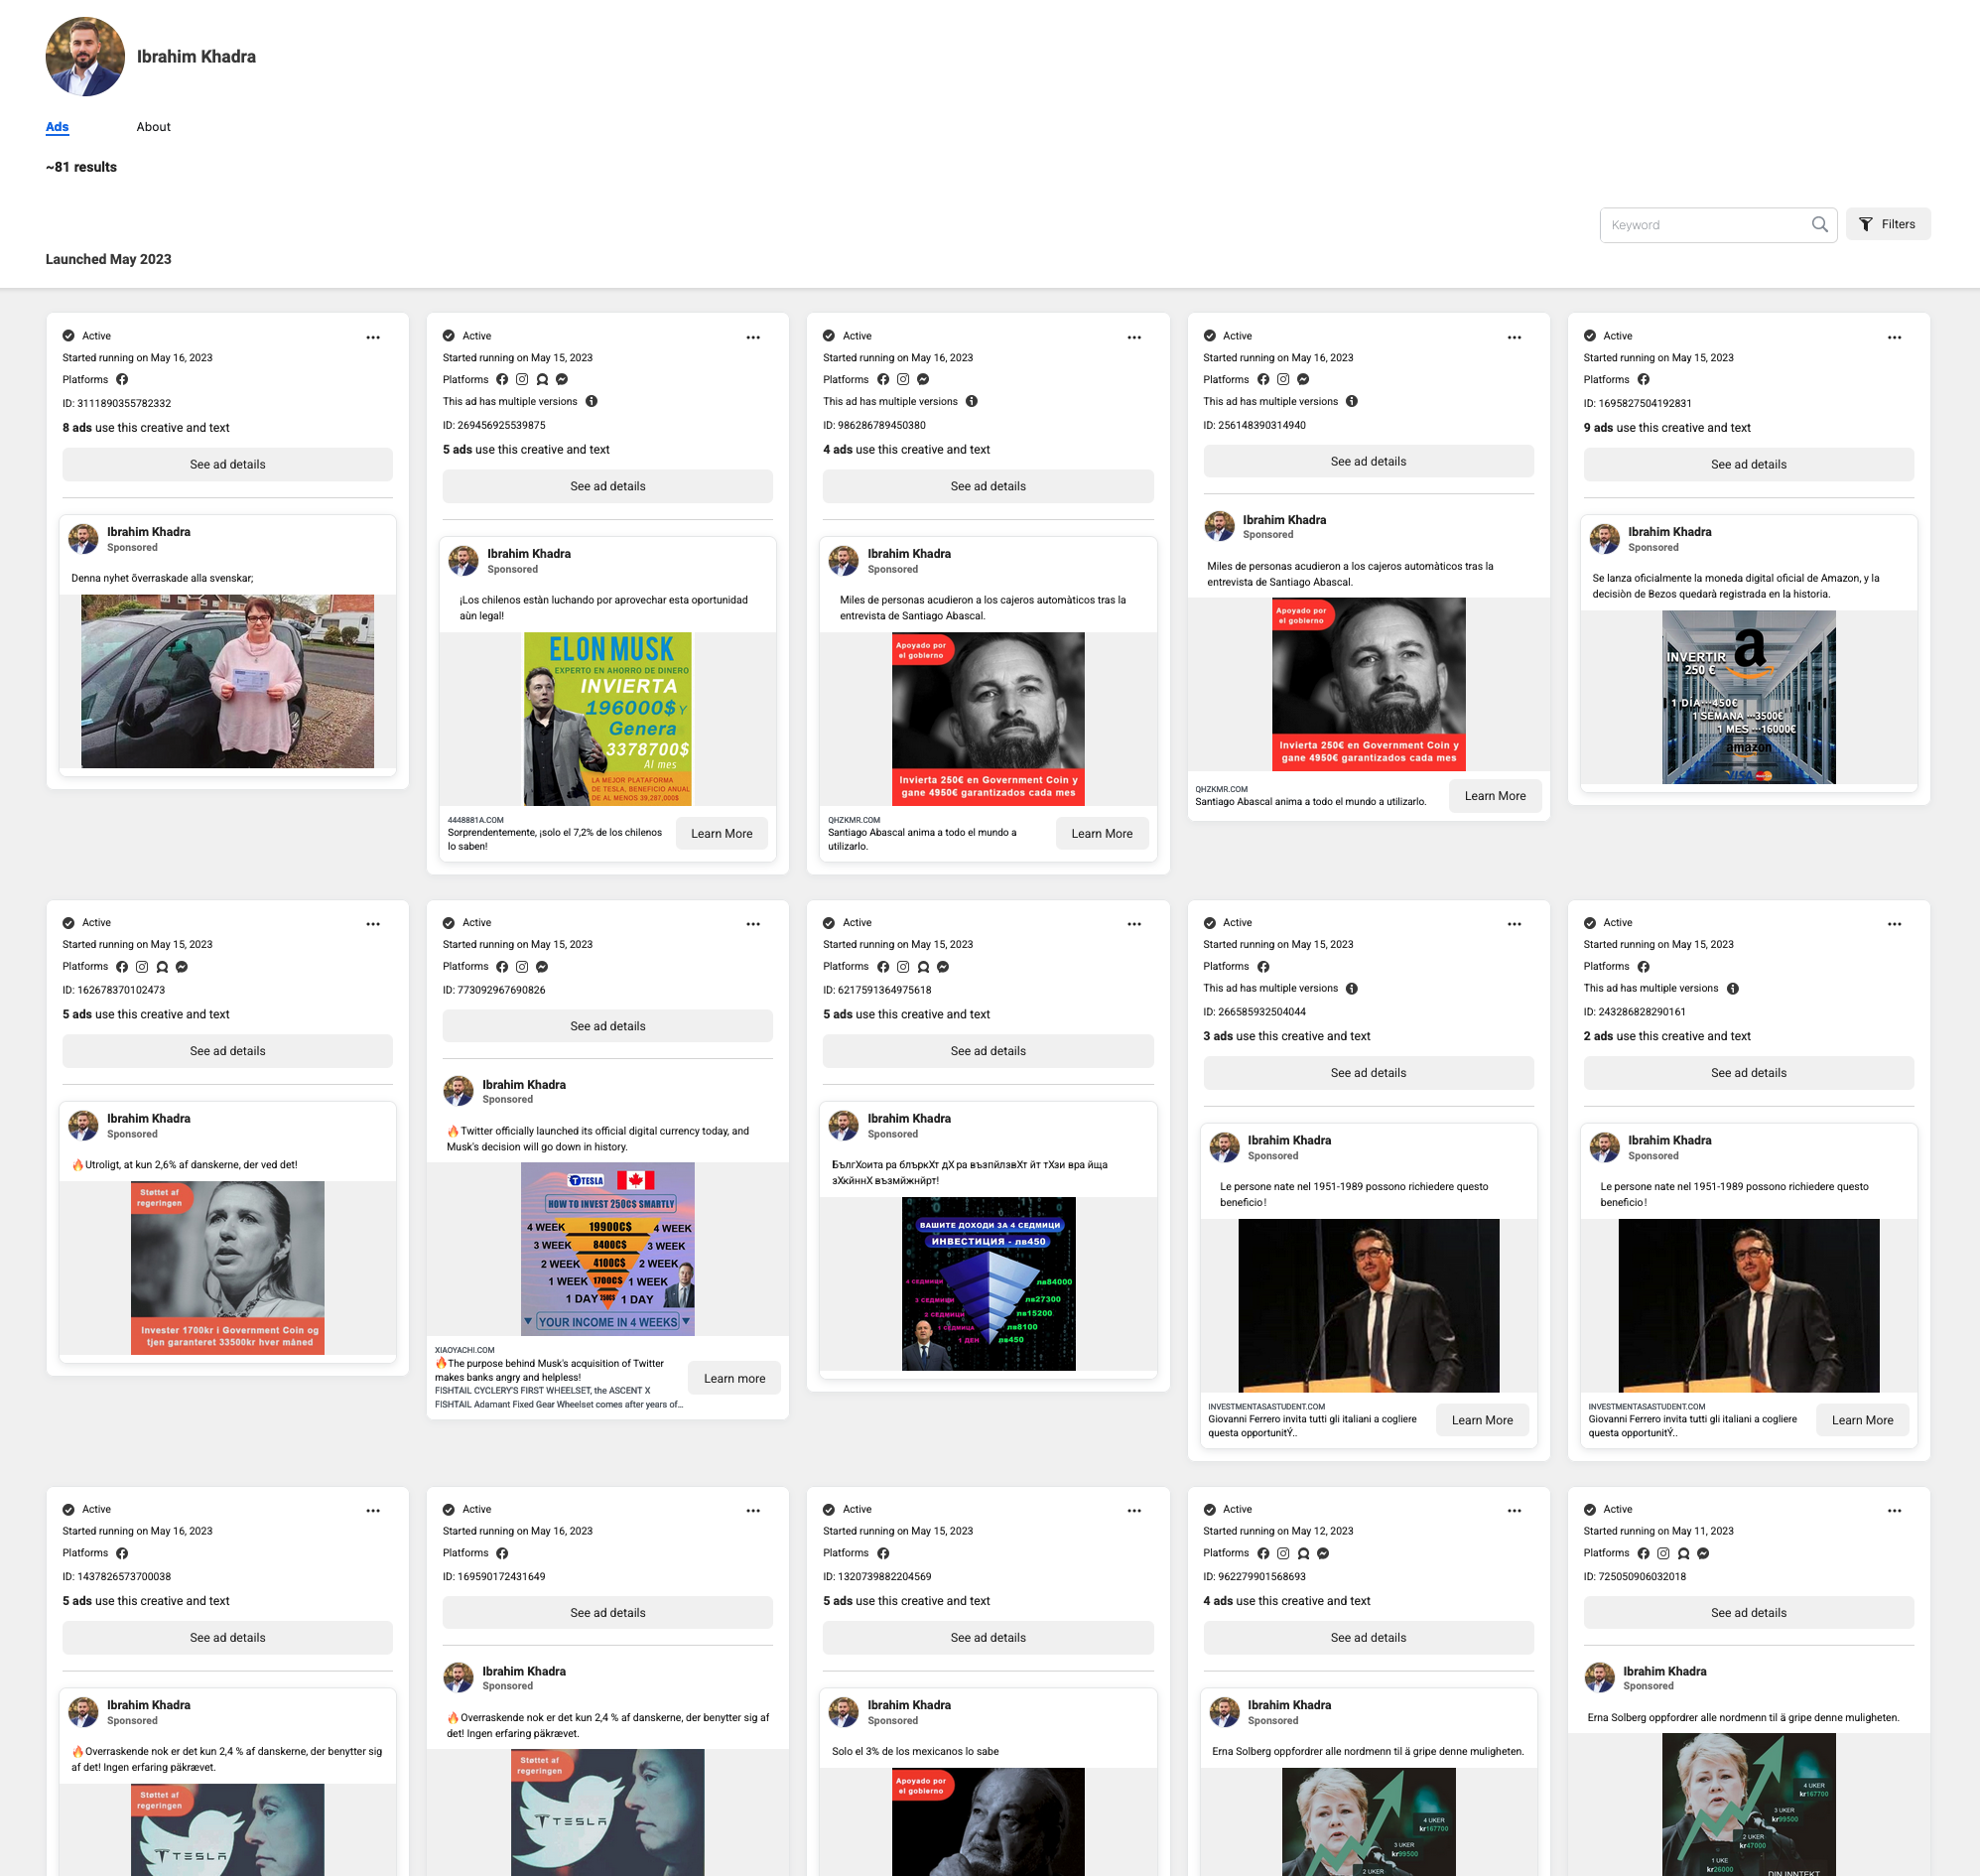 Ibrahim Khadra
Ads
About
~81 results
Keyword
Filters
Launched May 2023
Active
Started running on May 16, 2023
Platforms
ID: 3111890355782332
8 ads use this creative and text
See ad details
Ibrahim Khadra
Sponsored
Denna nyhet överraskade alla svenskar;
Active
Started running on May 15, 2023
Platforms
This ad has multiple versions
ID: 269456925539875
5 ads use this creative and text
See ad details
Ibrahim Khadra
Sponsored
¡Los chilenos estàn luchando por aprovechar esta oportunidad
aùn legal!
ELON MUSK
EXPERTO EN AHORRO DE DINERO
INVIERTA
196000$ Y
Genera
3378700$
Al mes
LA MEJOR PLATAFORMA
DE TESLA, BENEFICIO ANUAL
DE AL MENOS 39,287,000$
4448881A.COM
Sorprendentemente, ¡solo el 7,2% de los chilenos
lo saben!
Learn More
Active
Started running on May 16, 2023
Platforms
This ad has multiple versions
ID: 986286789450380
4 ads use this creative and text
See ad details
Ibrahim Khadra
Sponsored
Miles de personas acudieron a los cajeros automàticos tras la
entrevista de Santiago Abascal.
Apoyado por
el gobierno
Invierta 250€ en Government Coin y
gane 4950€ garantizados cada mes
QHZKMR.COM
Santiago Abascal anima a todo el mundo a
utilizarlo.
Learn More
Active
Started running on May 16, 2023
Platforms
This ad has multiple versions
ID: 256148390314940
See ad details
Ibrahim Khadra
Sponsored
Miles de personas acudieron a los cajeros automàticos tras la
entrevista de Santiago Abascal.
Apoyado por
el gobierno
Invierta 250€ en Government Coin y
gane 4950€ garantizados cada mes
QHZKMR.COM
Santiago Abascal anima a todo el mundo a utilizarlo.
Learn More
Active
Started running on May 15, 2023
Platforms
ID: 1695827504192831
9 ads use this creative and text
See ad details
Ibrahim Khadra
Sponsored
Se lanza oficialmente la moneda digital oficial de Amazon, y la
decisiòn de Bezos quedarà registrada en la historia.
a
INVERTIR
250 €
1 DIA···450€
1 SEMANA ···3500€
1 MES ···16000€
amazon
VISA
Active
Started running on May 15, 2023
Platforms
ID: 162678370102473
5 ads use this creative and text
See ad details
Ibrahim Khadra
Sponsored
🔥Utroligt, at kun 2,6% af danskerne, der ved det!
Støttet af
regeringen
Invester 1700kr i Government Coin og
tjen garanteret 33500kr hver måned
Active
Started running on May 15, 2023
Platforms
ID: 773092967690826
See ad details
Ibrahim Khadra
Sponsored
🔥Twitter officially launched its official digital currency today, and
Musk's decision will go down in history.
TESLA
HOW TO INVEST 250C$ SMARTLY
4 WEEK 19900C$ 4 WEEK
3 WEEK 8400C$ 3 WEEK
2 WEEK 4100C$ 2 WEEK
1 WEEK 1700C$ 1 WEEK
1 DAY 250C$ 1 DAY
YOUR INCOME IN 4 WEEKS
XIAOYACHI.COM
🔥The purpose behind Musk's acquisition of Twitter
makes banks angry and helpless!
FISHTAIL CYCLERY'S FIRST WHEELSET, the ASCENT X
FISHTAIL Adamant Fixed Gear Wheelset comes after years of...
Learn more
Active
Started running on May 15, 2023
Platforms
ID: 6217591364975618
5 ads use this creative and text
See ad details
Ibrahim Khadra
Sponsored
БългХоита ра блъркХт дХ ра възпйлзвХт йт тХзи вра йща
зХкйннХ възмйжнйрт!
ВАШИТЕ ДОХОДИ ЗА 4 СЕДМИЦИ
ИНВЕСТИЦИЯ - лв450
4 СЕДМИЦИ
лв84000
3 СЕДМИЦИ
лв27300
2 СЕДМИЦИ
лв15200
1 СЕДМИЦА
лв8100
1 ДЕН
лв450
Active
Started running on May 15, 2023
Platforms
This ad has multiple versions
ID: 266585932504044
3 ads use this creative and text
See ad details
Ibrahim Khadra
Sponsored
Le persone nate nel 1951-1989 possono richiedere questo
beneficio!
INVESTMENTASASTUDENT.COM
Giovanni Ferrero invita tutti gli italiani a cogliere
questa opportunitÝ..
Learn More
Active
Started running on May 15, 2023
Platforms
This ad has multiple versions
ID: 243286828290161
2 ads use this creative and text
See ad details
Ibrahim Khadra
Sponsored
Le persone nate nel 1951-1989 possono richiedere questo
beneficio!
INVESTMENTASASTUDENT.COM
Giovanni Ferrero invita tutti gli italiani a cogliere
questa opportunitÝ..
Learn More
Active
Started running on May 16, 2023
Platforms
ID: 1437826573700038
5 ads use this creative and text
See ad details
Ibrahim Khadra
Sponsored
🔥Overraskende nok er det kun 2,4 % af danskerne, der benytter sig
af det! Ingen erfaring päkrævet.
Støttet af
regeringen
TESLA
Active
Started running on May 16, 2023
Platforms
ID: 169590172431649
See ad details
Ibrahim Khadra
Sponsored
🔥Overraskende nok er det kun 2,4 % af danskerne, der benytter sig af
det! Ingen erfaring päkrævet.
Støttet af
regeringen
TESLA
Active
Started running on May 15, 2023
Platforms
ID: 1320739882204569
5 ads use this creative and text
See ad details
Ibrahim Khadra
Sponsored
Solo el 3% de los mexicanos lo sabe
Apoyado por
el gobierno
Active
Started running on May 12, 2023
Platforms
ID: 962279901568693
4 ads use this creative and text
See ad details
Ibrahim Khadra
Sponsored
Erna Solberg oppfordrer alle nordmenn til ä gripe denne muligheten.
4 UKER
kr167700
3 UKER
kr99500
2 UKER
Active
Started running on May 11, 2023
Platforms
ID: 725050906032018
See ad details
Ibrahim Khadra
Sponsored
Erna Solberg oppfordrer alle nordmenn til ä gripe denne muligheten.
4 UKER
kr167700
3 UKER
kr99500
2 UKER
kr47000
1 UKE
kr26000
DIN INNTEKT